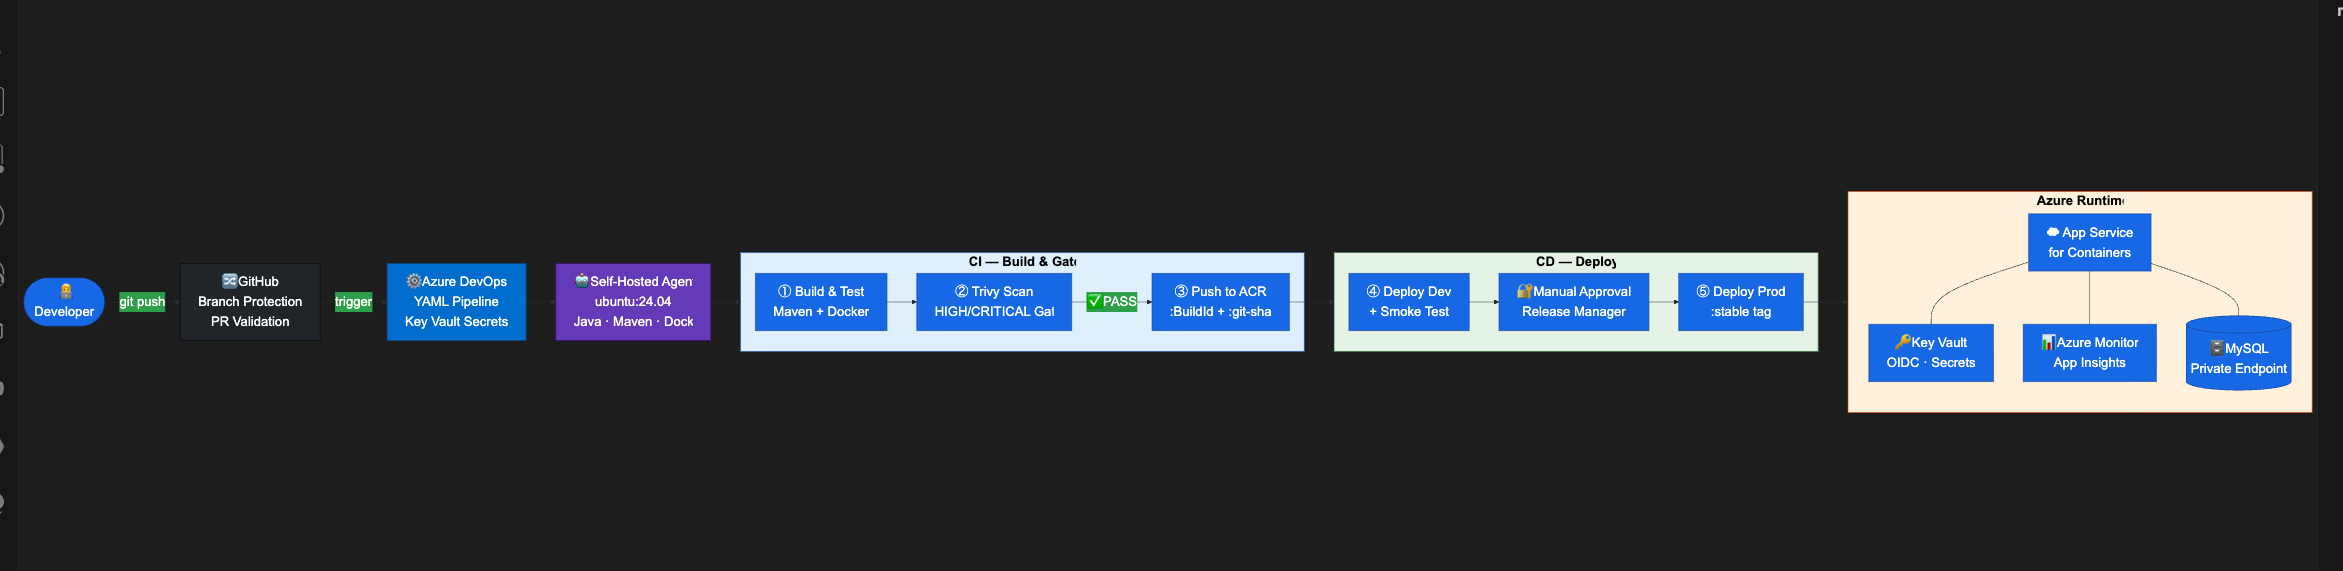 Developer
git push
GitHub
Branch Protection
PR Validation
trigger
Azure DevOps
YAML Pipeline
Key Vault Secrets
Self-Hosted Agen
ubuntu:24.04
Java · Maven · Dock
CI — Build & Gate
① Build & Test
Maven + Docker
② Trivy Scan
HIGH/CRITICAL Gat
✅PASS
③ Push to ACR
:BuildId + :git-sha
CD — Deploy
④ Deploy Dev
+ Smoke Test
Manual Approval
Release Manager
⑤ Deploy Prod
:stable tag
Azure Runtime
App Service
for Containers
Key Vault
OIDC · Secrets
Azure Monitor
App Insights
MySQL
Private Endpoint